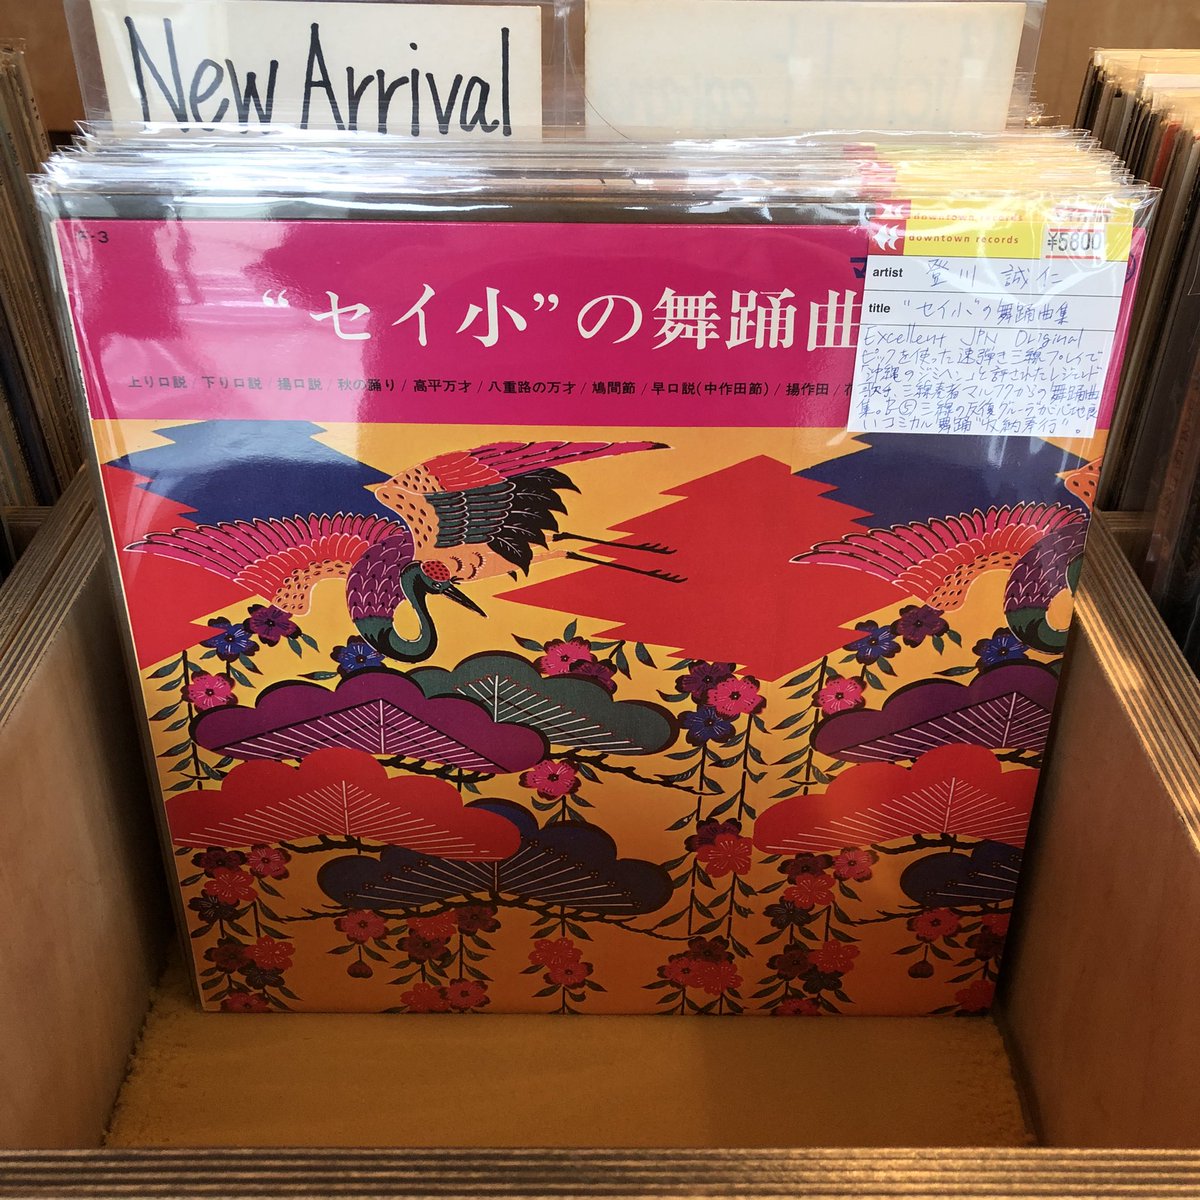 New Arrival
downtown records
downtown records
¥5800
artist 登川 誠仁
title "セイ小"の舞踊曲集
Excellent JPN Original
ピックを使った速弾き三線プレイで
沖縄のジミヘンと評されたレジェンド
歌手、三線奏者 マルフクからの舞踊曲
集。B⑤三線の反復グルーヴが心地良
いコミカル舞踊"収納奉行"。
-3
“セイ小”の舞踊曲
上り口説 / 下り口説 / 揚口説 / 秋の踊り / 高平万才 / 八重路の万才 / 鳩間節 / 早口説(中作田節) / 揚作田 /